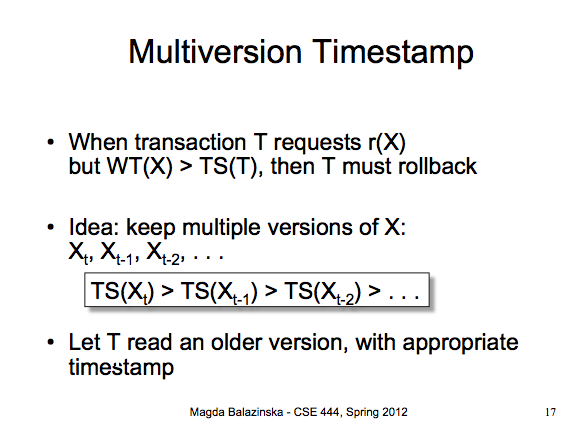 Multiversion Timestamp
• When transaction T requests r(X)
but WT(X) > TS(T), then T must rollback
• Idea: keep multiple versions of X:
Xt, Xt-1, Xt-2, . . .
TS(Xt) > TS(Xt-1) > TS(Xt-2) > . . .
• Let T read an older version, with appropriate
timestamp
Magda Balazinska - CSE 444, Spring 2012 17